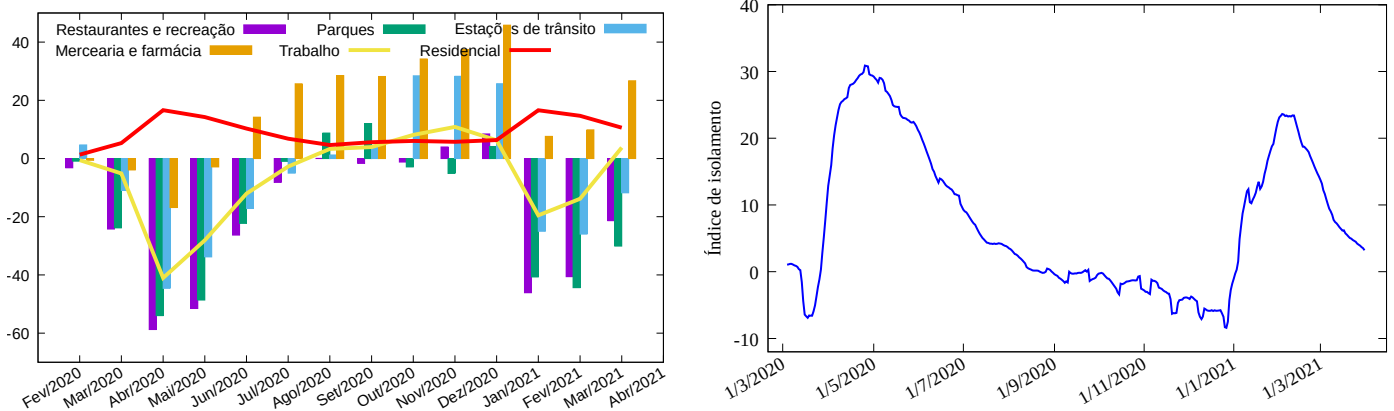 Restaurantes e recreação Parques Estações de trânsito
Mercearia e farmácia Trabalho Residencial
40
20
0
-20
-40
-60
Fev/2020 Mar/2020 Abr/2020 Mai/2020 Jun/2020 Jul/2020 Ago/2020 Set/2020 Out/2020 Nov/2020 Dez/2020 Jan/2021 Fev/2021 Mar/2021 Abr/2021
Índice de isolamento
40
30
20
10
0
-10
1/3/2020 1/5/2020 1/7/2020 1/9/2020 1/11/2020 1/1/2021 1/3/2021